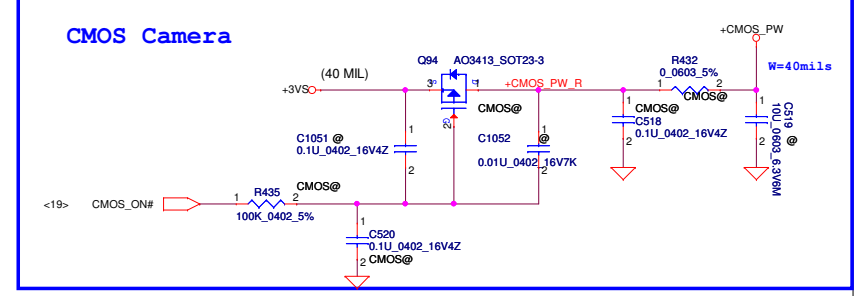 CMOS Camera
+CMOS_PW
Q94 AO3413_SOT23-3
R432
0_0603_5%
W=40mils
(40 MIL)
+3VS
3
S
D
1
+CMOS_PW_R
1
2
CMOS@
G
2
CMOS@
C1051 @
0.1U_0402_16V4Z
1
2
C1052
0.01U_0402_16V7K
1
@
2
1
CMOS@
C518
0.1U_0402_16V4Z
2
1
2
C519 @
10U_0603_6.3V6M
<19> CMOS_ON#
1
R435
2
CMOS@
100K_0402_5%
1
C520
0.1U_0402_16V4Z
2
CMOS@